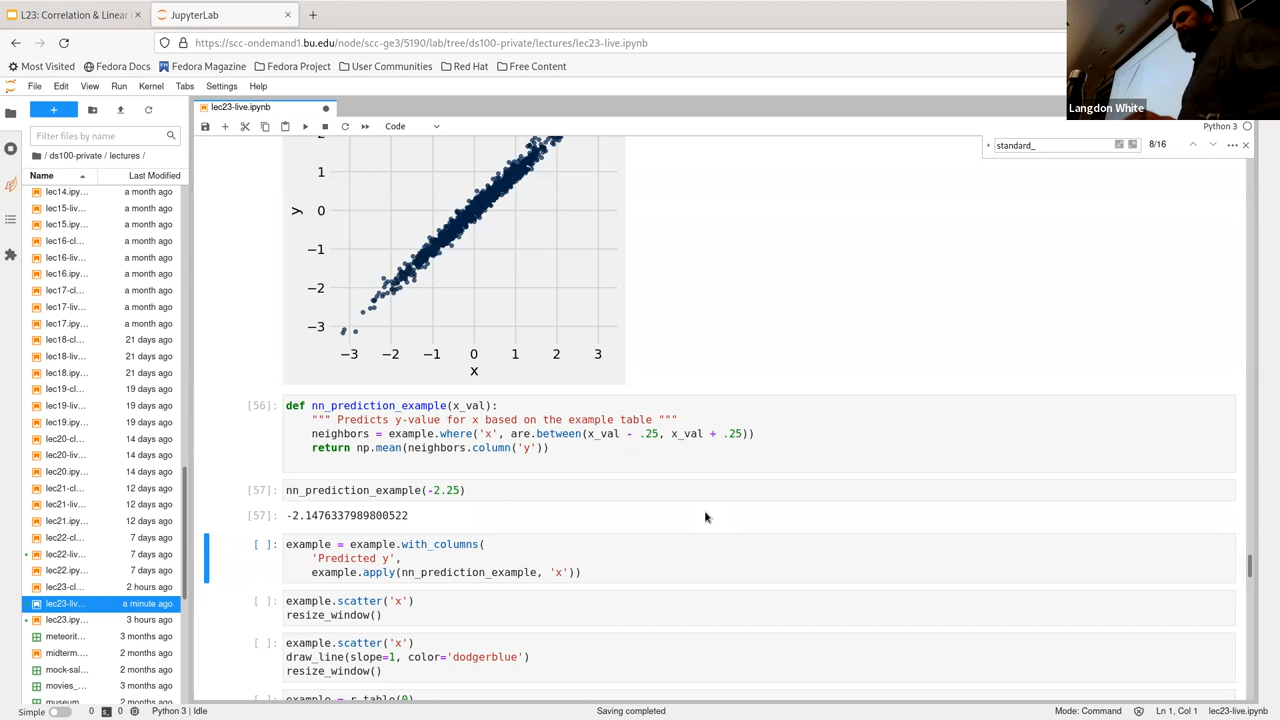 L23: Correlation & Linear
JupyterLab
https://scc-ondemand1.bu.edu/node/scc-ge3/5190/lab/tree/ds100-private/lectures/lec23-live.ipynb
Most Visited
Fedora Docs
Fedora Magazine
Fedora Project
User Communities
Red Hat
Free Content
Langdon White
File Edit View Run Kernel Tabs Settings Help
lec23-live.ipynb
Code
Python 3
Filter files by name
standard_
8/16
/ ds100-private / lectures /
Name Last Modified
lec14.ipy... a month ago
lec15-liv... a month ago
lec15.ipy... a month ago
lec16-cl... a month ago
lec16-liv... a month ago
lec16.ipy... a month ago
lec17-cl... a month ago
lec17-liv... a month ago
lec17.ipy... a month ago
lec18-cl... 21 days ago
lec18-liv... 21 days ago
lec18.ipy... 21 days ago
lec19-cl... 19 days ago
lec19-liv... 19 days ago
lec19.ipy... 19 days ago
lec20-cl... 14 days ago
lec20-liv... 14 days ago
lec20.ipy... 14 days ago
lec21-cl... 12 days ago
lec21-liv... 12 days ago
lec21.ipy... 12 days ago
lec22-cl... 7 days ago
lec22-liv... 7 days ago
lec22.ipy... 7 days ago
lec23-cl... 2 hours ago
lec23-liv... a minute ago
lec23.ipy... 3 hours ago
meteorit... 3 months ago
midterm.... 2 months ago
mock-sal... 2 months ago
movies_... 3 months ago
museum 2 months ago
1
0
−1
−2
−3
y
−3 −2 −1 0 1 2 3
x
[56]: def nn_prediction_example(x_val):
""" Predicts y-value for x based on the example table """
neighbors = example.where('x', are.between(x_val - .25, x_val + .25))
return np.mean(neighbors.column('y'))
[57]: nn_prediction_example(-2.25)
[57]: -2.1476337989800522
[ ]: example = example.with_columns(
'Predicted y',
example.apply(nn_prediction_example, 'x'))
[ ]: example.scatter('x')
resize_window()
[ ]: example.scatter('x')
draw_line(slope=1, color='dodgerblue')
resize_window()
[ ]: example = r_table(0)
Simple 0 0 Python 3 | Idle Saving completed Mode: Command Ln 1, Col 1 lec23-live.ipynb